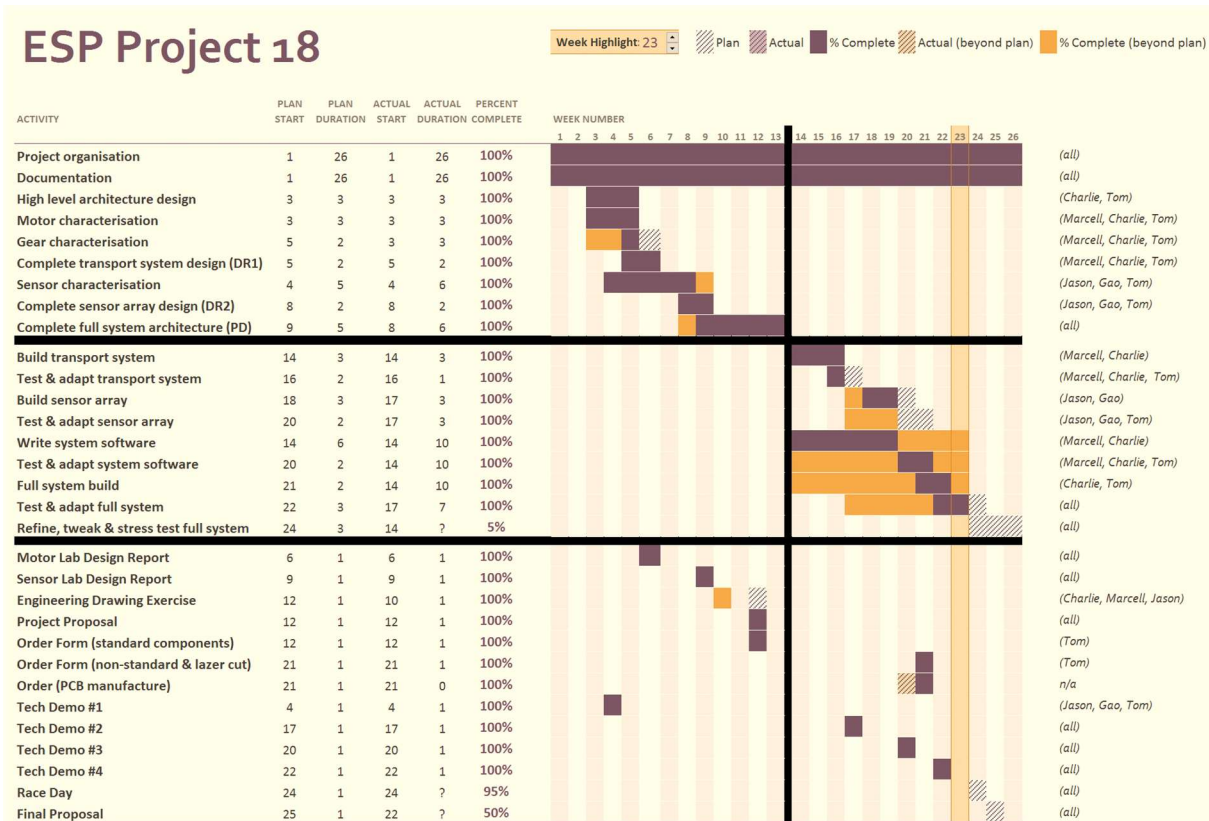 ESP Project 18
Week Highlight: 23 Plan Actual % Complete Actual (beyond plan) % Complete (beyond plan)
PLAN PLAN ACTUAL ACTUAL PERCENT
ACTIVITY START DURATION START DURATION COMPLETE WEEK NUMBER
1 2 3 4 5 6 7 8 9 10 11 12 13 14 15 16 17 18 19 20 21 22 23 24 25 26
Project organisation 1 26 1 26 100% (all)
Documentation 1 26 1 26 100% (all)
High level architecture design 3 3 3 3 100% (Charlie, Tom)
Motor characterisation 3 3 3 3 100% (Marcell, Charlie, Tom)
Gear characterisation 5 2 3 3 100% (Marcell, Charlie, Tom)
Complete transport system design (DR1) 5 2 5 2 100% (Marcell, Charlie, Tom)
Sensor characterisation 4 5 4 6 100% (Jason, Gao, Tom)
Complete sensor array design (DR2) 8 2 8 2 100% (Jason, Gao, Tom)
Complete full system architecture (PD) 9 5 8 6 100% (all)
Build transport system 14 3 14 3 100% (Marcell, Charlie)
Test & adapt transport system 16 2 16 1 100% (Marcell, Charlie, Tom)
Build sensor array 18 3 17 3 100% (Jason, Gao)
Test & adapt sensor array 20 2 17 3 100% (Jason, Gao, Tom)
Write system software 14 6 14 10 100% (Marcell, Charlie)
Test & adapt system software 20 2 14 10 100% (Marcell, Charlie, Tom)
Full system build 21 2 14 10 100% (Charlie, Tom)
Test & adapt full system 22 3 17 7 100% (all)
Refine, tweak & stress test full system 24 3 14 ? 5% (all)
Motor Lab Design Report 6 1 6 1 100% (all)
Sensor Lab Design Report 9 1 9 1 100% (all)
Engineering Drawing Exercise 12 1 10 1 100% (Charlie, Marcell, Jason)
Project Proposal 12 1 12 1 100% (all)
Order Form (standard components) 12 1 12 1 100% (Tom)
Order Form (non-standard & lazer cut) 21 1 21 1 100% (Tom)
Order (PCB manufacture) 21 1 21 0 100% n/a
Tech Demo #1 4 1 4 1 100% (Jason, Gao, Tom)
Tech Demo #2 17 1 17 1 100% (all)
Tech Demo #3 20 1 20 1 100% (all)
Tech Demo #4 22 1 22 1 100% (all)
Race Day 24 1 24 ? 95% (all)
Final Proposal 25 1 22 ? 50% (all)